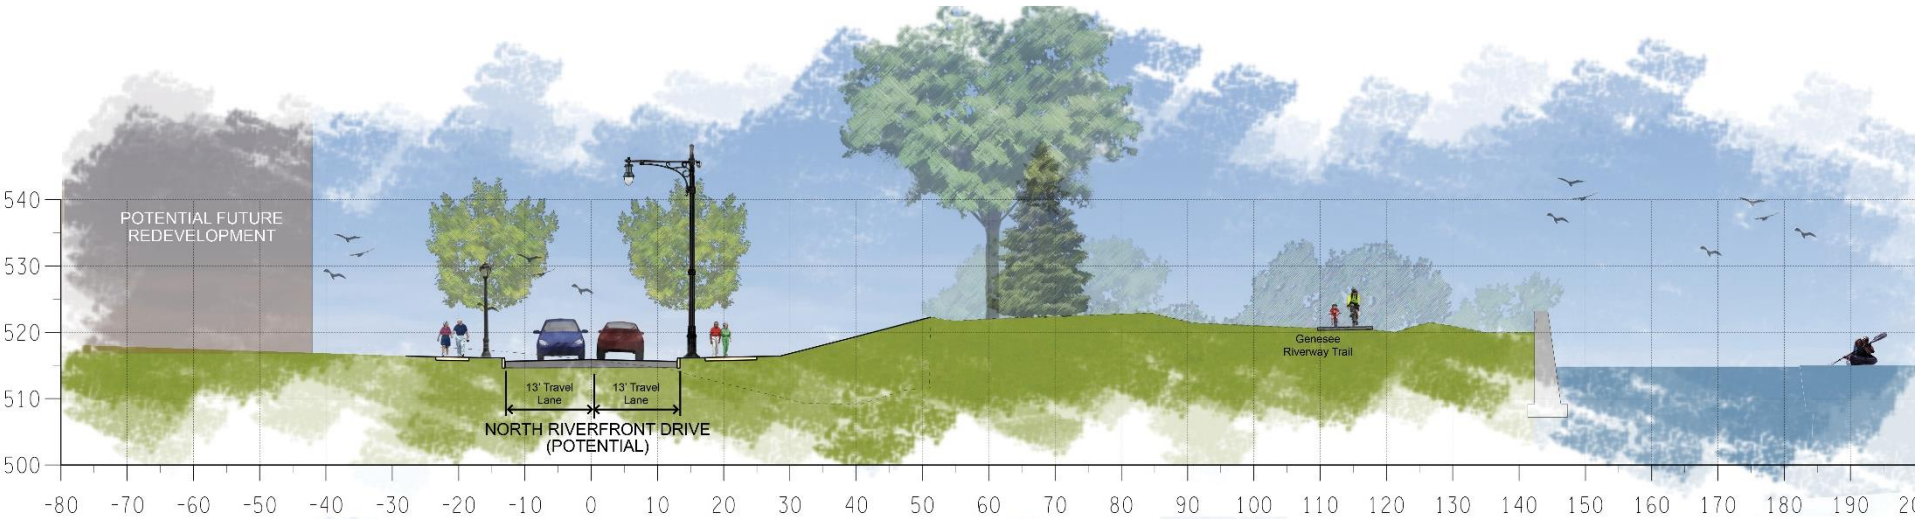 540
530
520
510
500
POTENTIAL FUTURE
REDEVELOPMENT
13' Travel
Lane
13' Travel
Lane
NORTH RIVERFRONT DRIVE
(POTENTIAL)
Genesee
Riverway Trail
-80 -70 -60 -50 -40 -30 -20 -10 0 10 20 30 40 50 60 70 80 90 100 110 120 130 140 150 160 170 180 190